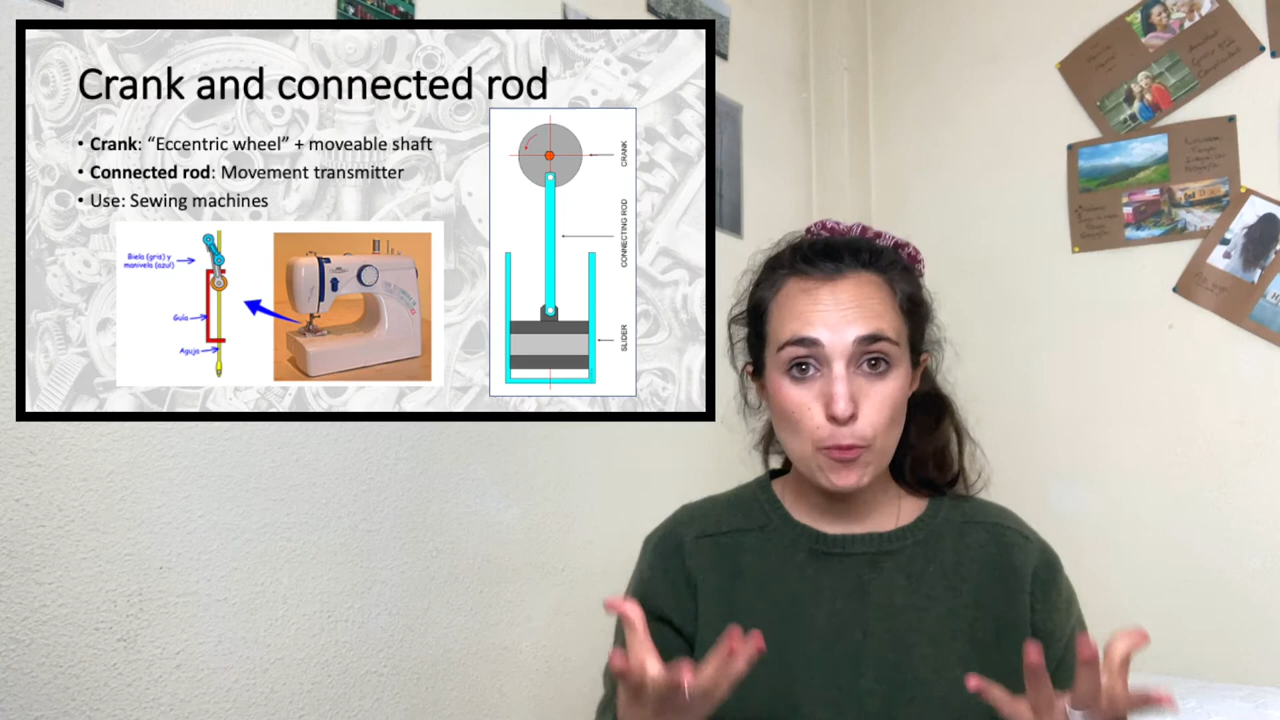 Crank and connected rod
• Crank: “Eccentric wheel” + moveable shaft
• Connected rod: Movement transmitter
• Use: Sewing machines
Biela (gris) y
manivela (azul)
Guía
Aguja
CRANK
CONNECTING ROD
SLIDER